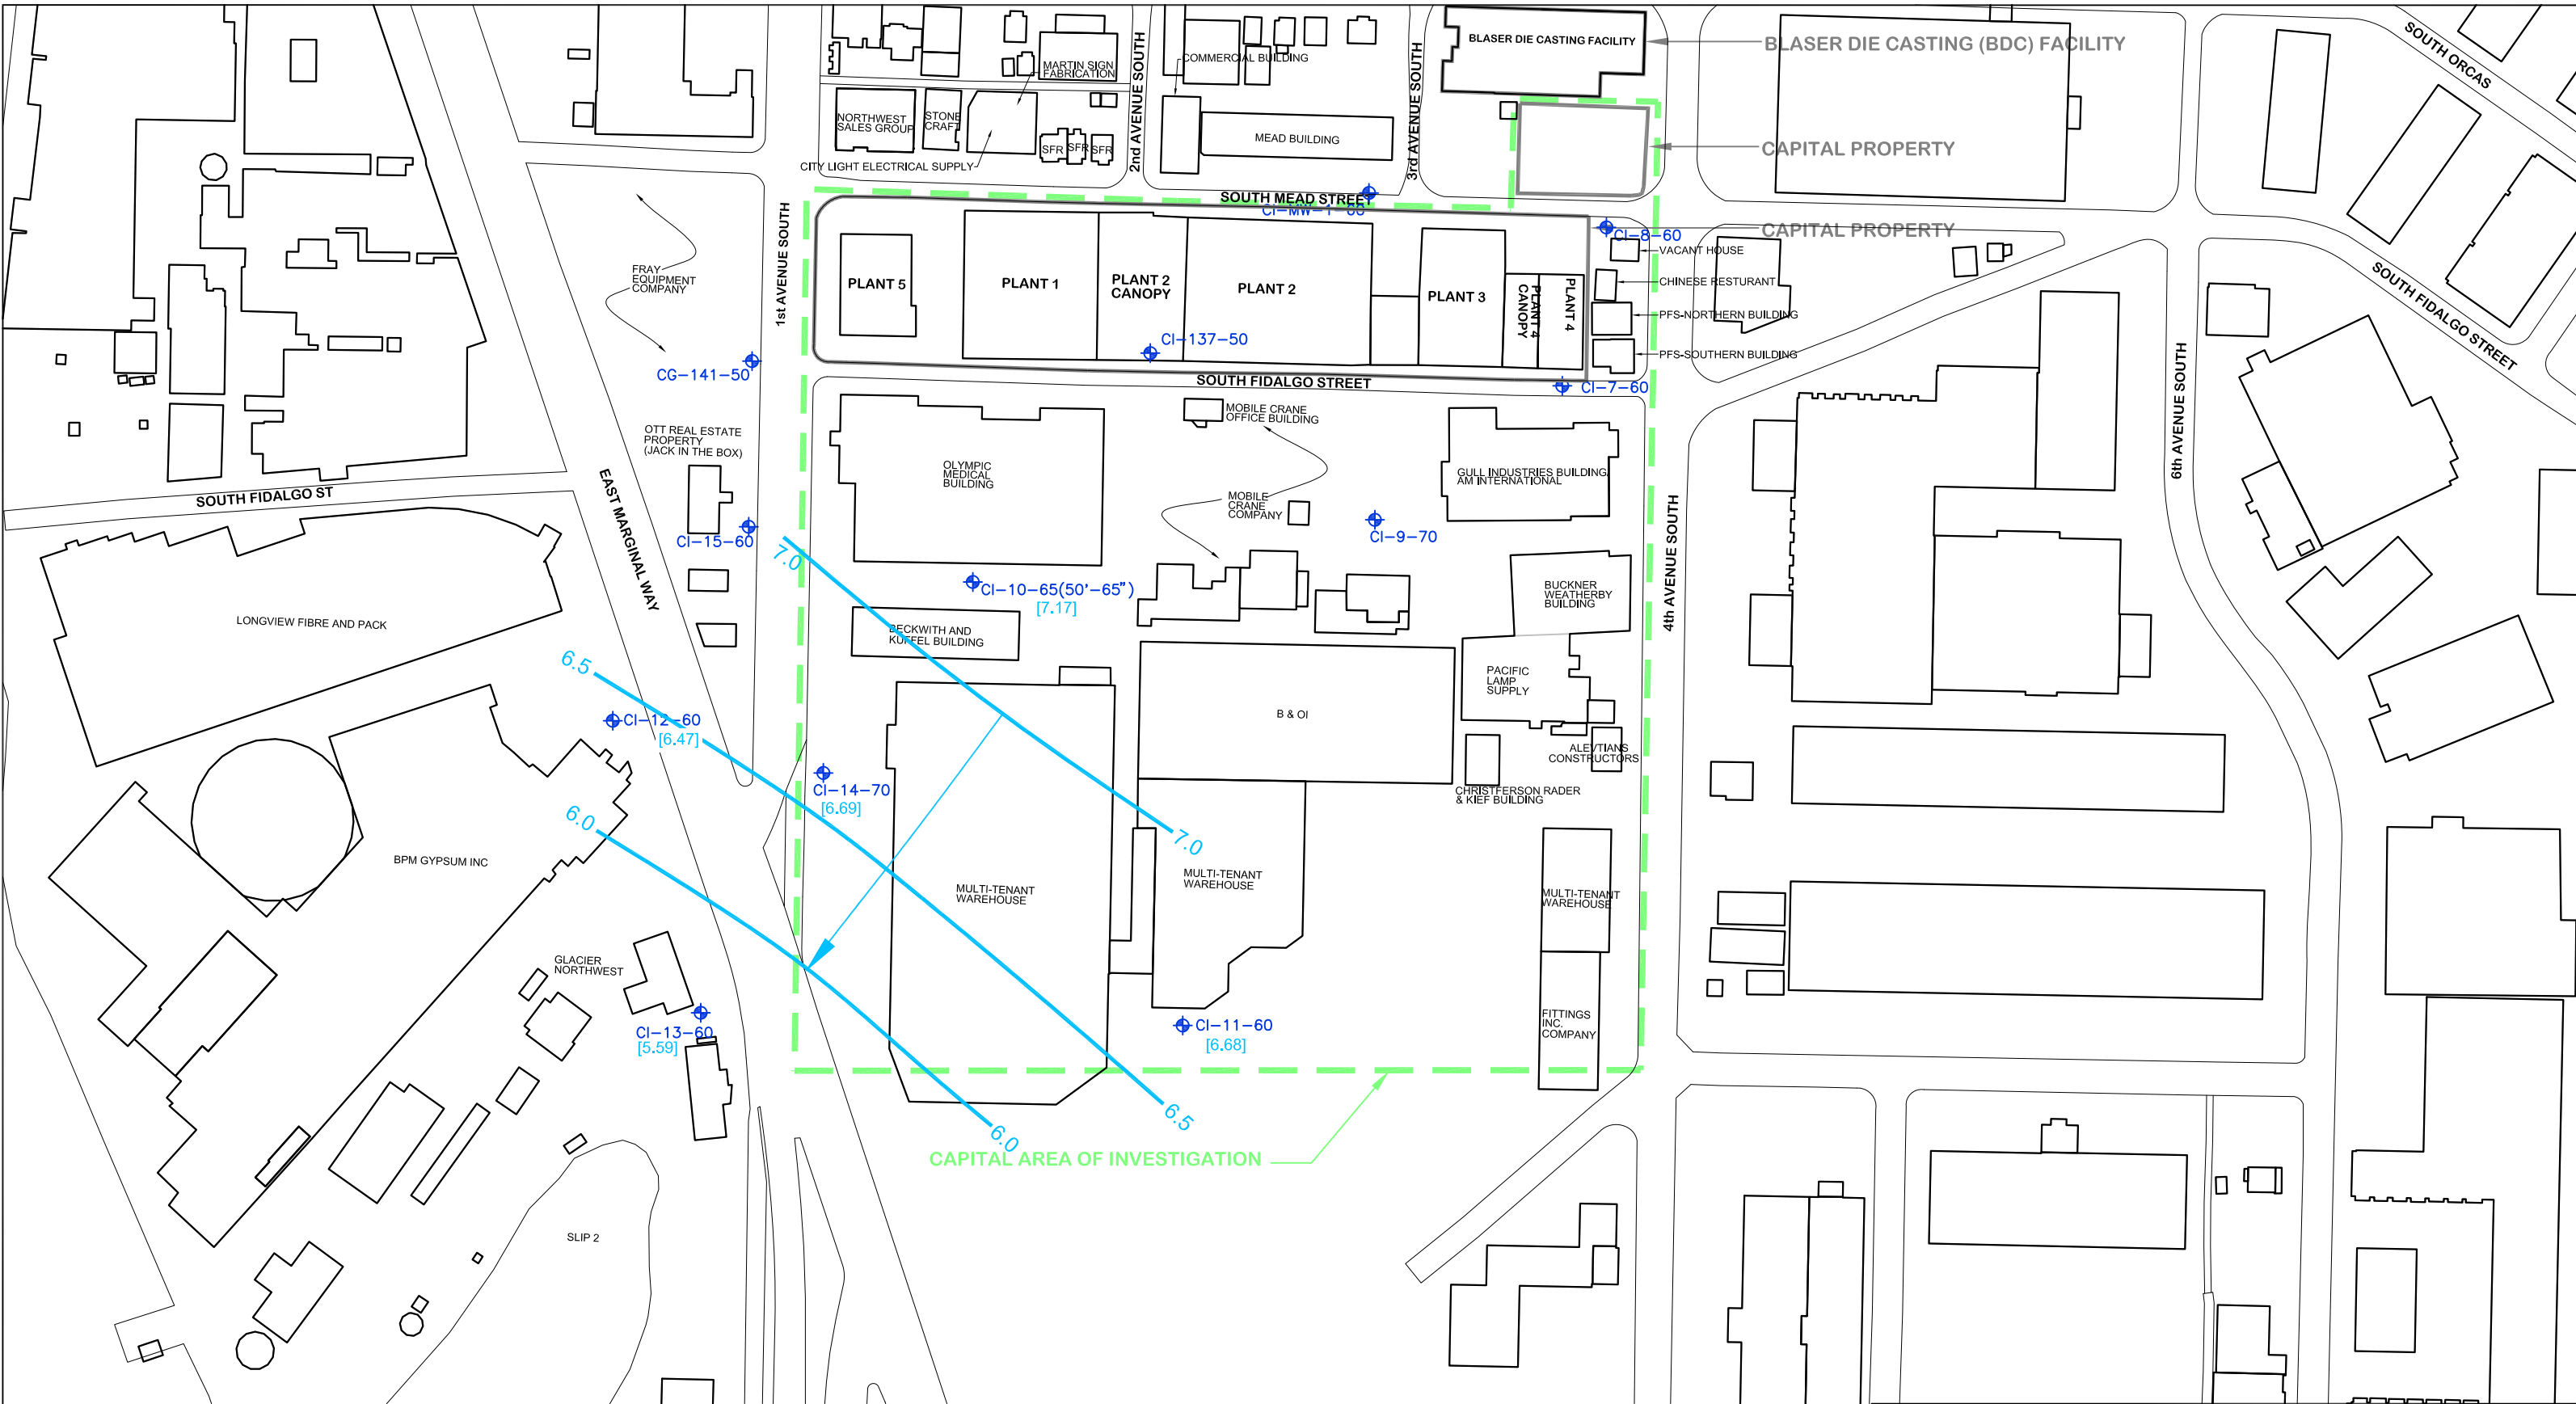 BLASER DIE CASTING FACILITY
BLASER DIE CASTING (BDC) FACILITY
SOUTH ORCAS
2nd AVENUE SOUTH
3rd AVENUE SOUTH
COMMERCIAL BUILDING
MARTIN SIGN
FABRICATION
NORTHWEST
SALES GROUP
STONE
CRAFT
SFR
SFR
SFR
MEAD BUILDING
CITY LIGHT ELECTRICAL SUPPLY
CAPITAL PROPERTY
SOUTH MEAD STREET
CI-MW-1-60
CAPITAL PROPERTY
CI-8-60
VACANT HOUSE
CHINESE RESTURANT
PFS-NORTHERN BUILDING
PFS-SOUTHERN BUILDING
1st AVENUE SOUTH
FRAY
EQUIPMENT
COMPANY
PLANT 5
PLANT 1
PLANT 2
CANOPY
PLANT 2
PLANT 3
PLANT 4
CANOPY
PLANT 4
SOUTH FIDALGO STREET
CI-137-50
CG-141-50
SOUTH FIDALGO STREET
CI-7-60
6th AVENUE SOUTH
MOBILE CRANE
OFFICE BUILDING
OTT REAL ESTATE
PROPERTY
(JACK IN THE BOX)
OLYMPIC
MEDICAL
BUILDING
GULL INDUSTRIES BUILDING
AM INTERNATIONAL
SOUTH FIDALGO ST
EAST MARGINAL WAY
MOBILE
CRANE
COMPANY
4th AVENUE SOUTH
CI-15-60
CI-9-70
7.0
CI-10-65(50'-65")
[7.17]
BUCKNER
WEATHERBY
BUILDING
LONGVIEW FIBRE AND PACK
BECKWITH AND
KUFFEL BUILDING
6.5
PACIFIC
LAMP
SUPPLY
CI-12-60
[6.47]
B & OI
ALEVTIANS
CONSTRUCTORS
CI-14-70
[6.69]
CHRISTFERSON RADER
& KIEF BUILDING
6.0
7.0
BPM GYPSUM INC
MULTI-TENANT
WAREHOUSE
MULTI-TENANT
WAREHOUSE
MULTI-TENANT
WAREHOUSE
GLACIER
NORTHWEST
CI-13-60
[5.59]
CI-11-60
[6.68]
FITTINGS
INC.
COMPANY
6.5
6.0
CAPITAL AREA OF INVESTIGATION
SLIP 2